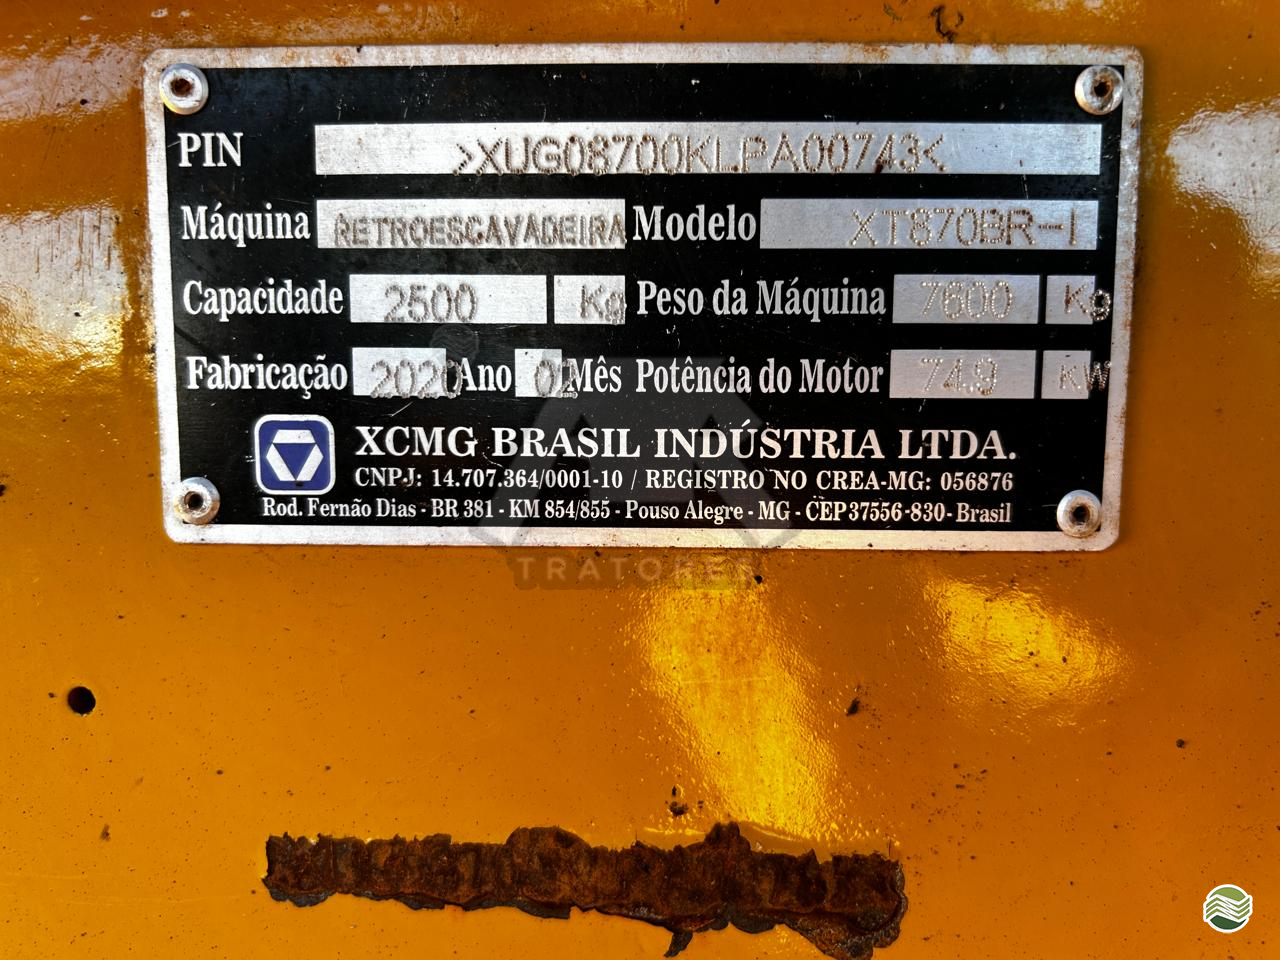 PIN >XUG08700KLPA00743<
Máquina RETROESCAVADEIRA Modelo XT870BR-I
Capacidade 2500 Kg Peso da Máquina 7600 Kg
Fabricação 2020 Ano 02 Mês Potência do Motor 74.9 KW
XCMG BRASIL INDÚSTRIA LTDA.
CNPJ: 14.707.364/0001-10 / REGISTRO NO CREA-MG: 056876
Rod. Fernão Dias - BR 381 - KM 854/855 - Pouso Alegre - MG - CEP 37556-830- Brasil
TRATORES